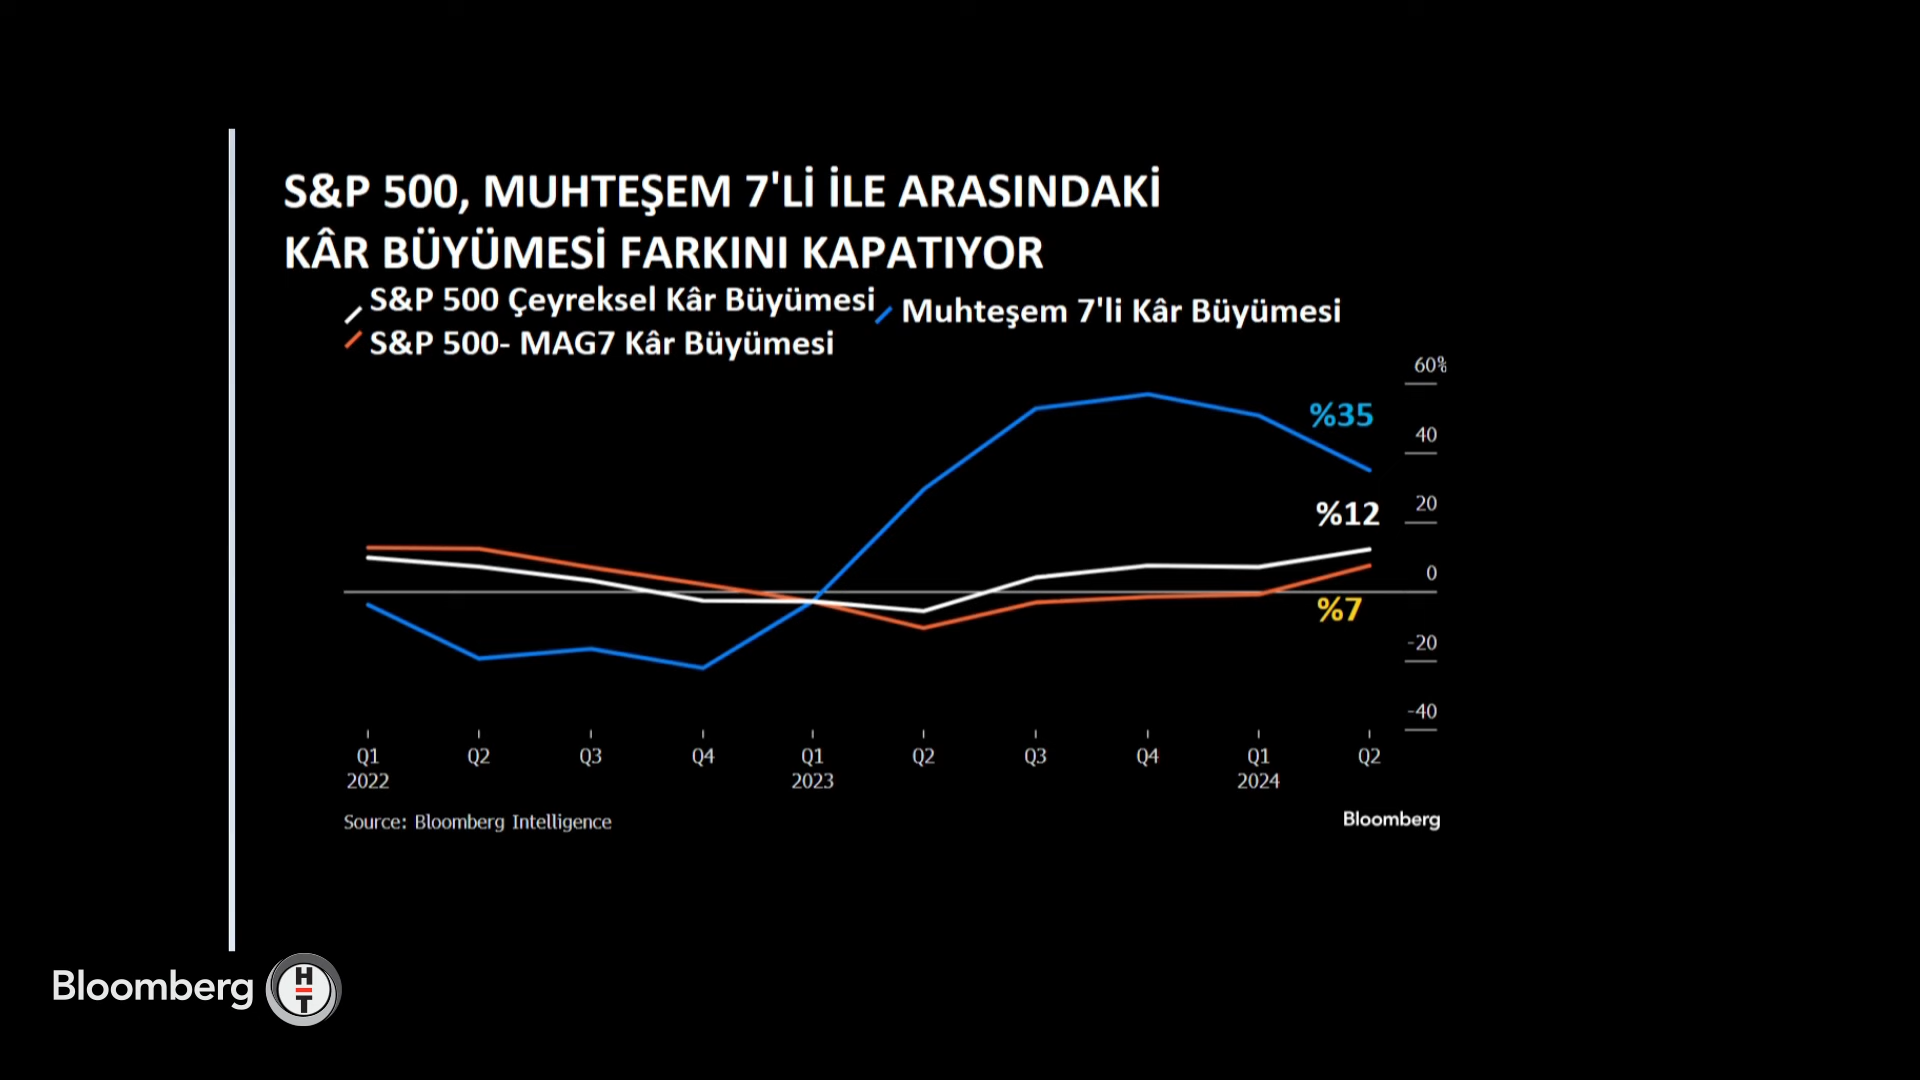 S&P 500, MUHTEŞEM 7'Lİ İLE ARASINDAKİ
KÂR BÜYÜMESİ FARKINI KAPATIYOR
S&P 500 Çeyreksel Kâr Büyümesi
Muhteşem 7'li Kâr Büyümesi
S&P 500- MAG7 Kâr Büyümesi
60%
%35
40
%12
20
0
%7
-20
-40
Q1 Q2 Q3 Q4 Q1 Q2 Q3 Q4 Q1 Q2
2022 2023 2024
Source: Bloomberg Intelligence
Bloomberg
Bloomberg HT